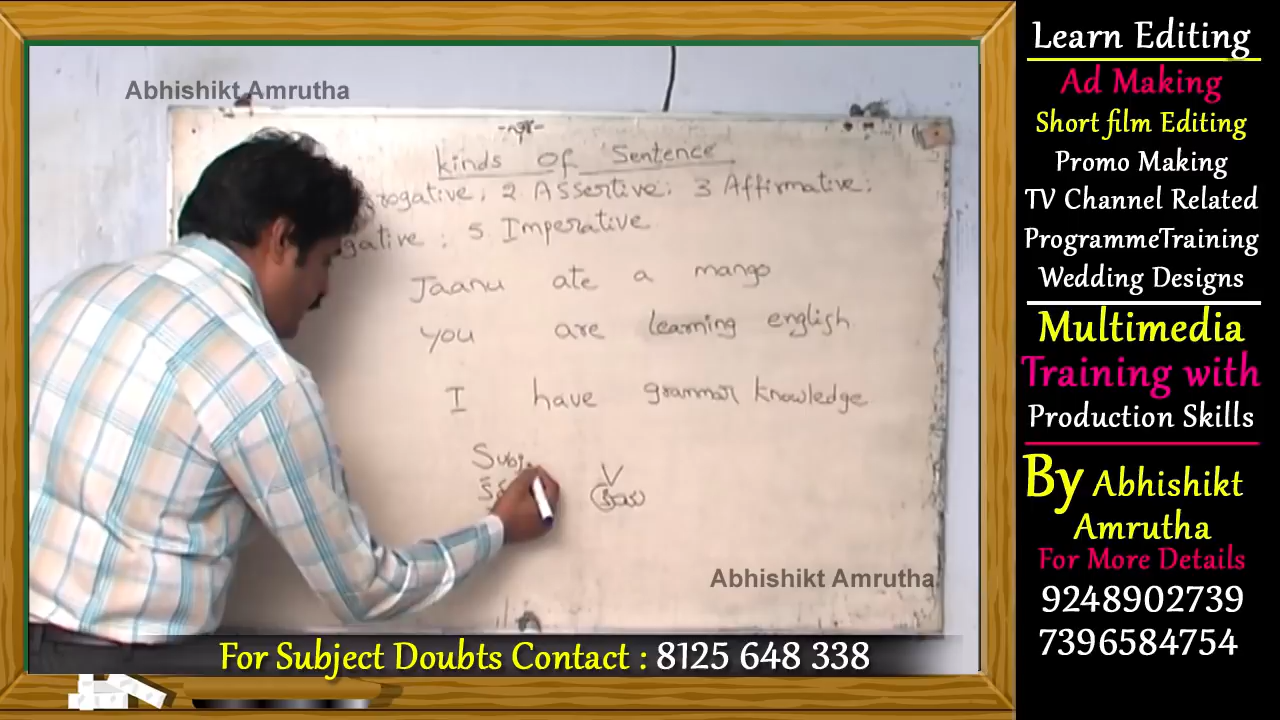 Abhishikt Amrutha
kinds of Sentence
rrogative; 2 Assertive; 3 Affirmative;
gative; 5 Imperative
Jaanu ate a mango
you are learning english
I have grammar knowledge
Subj
V
Abhishikt Amrutha
For Subject Doubts Contact : 8125 648 338
Learn Editing
Ad Making
Short film Editing
Promo Making
TV Channel Related
ProgrammeTraining
Wedding Designs
Multimedia
Training with
Production Skills
By Abhishikt
Amrutha
For More Details
9248902739
7396584754